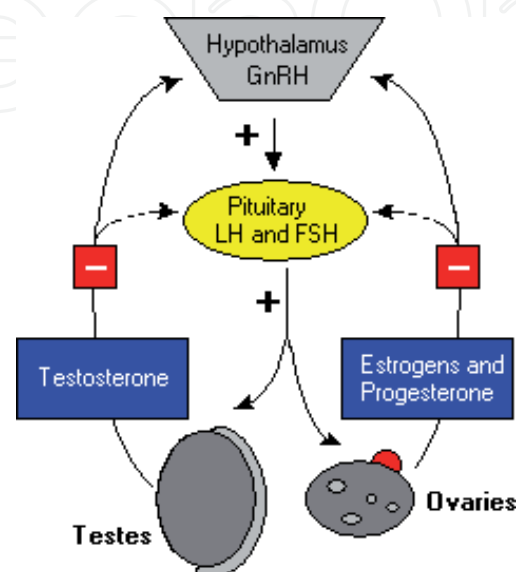 Hypothalamus
GnRH
+
Pituitary
LH and FSH
+
−
−
Testosterone
Estrogens and
Progesterone
Testes
Ovaries